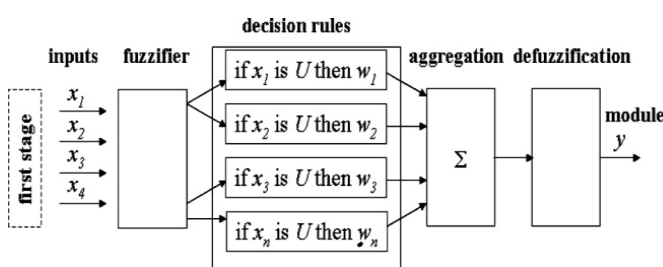 decision rules
inputs fuzzifier aggregation defuzzification
first stage
x1
x2
x3
x4
if x1 is U then w1
if x2 is U then w2
if x3 is U then w3
if xn is U then wn
Σ
module
y